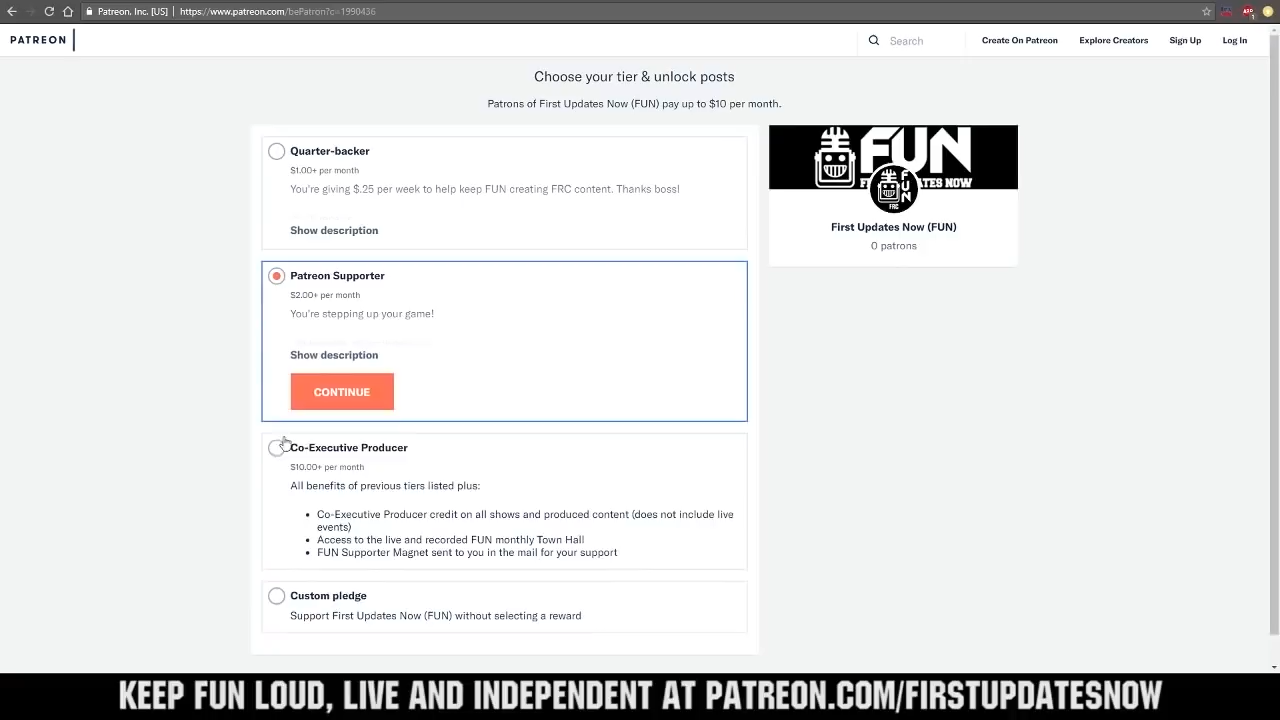 Patreon, Inc. [US] | https://www.patreon.com/bePatron?c=1990436
PATREON
Search
Create On Patreon
Explore Creators
Sign Up
Log In
Choose your tier & unlock posts
Patrons of First Updates Now (FUN) pay up to $10 per month.
Quarter-backer
$1.00+ per month
You're giving $.25 per week to help keep FUN creating FRC content. Thanks boss!
Show description
Patreon Supporter
$2.00+ per month
You're stepping up your game!
Show description
CONTINUE
Co-Executive Producer
$10.00+ per month
All benefits of previous tiers listed plus:
• Co-Executive Producer credit on all shows and produced content (does not include live
events)
• Access to the live and recorded FUN monthly Town Hall
• FUN Supporter Magnet sent to you in the mail for your support
Custom pledge
Support First Updates Now (FUN) without selecting a reward
FUN
FUN
FRC
First Updates Now (FUN)
0 patrons
KEEP FUN LOUD, LIVE AND INDEPENDENT AT PATREON.COM/FIRSTUPDATESNOW